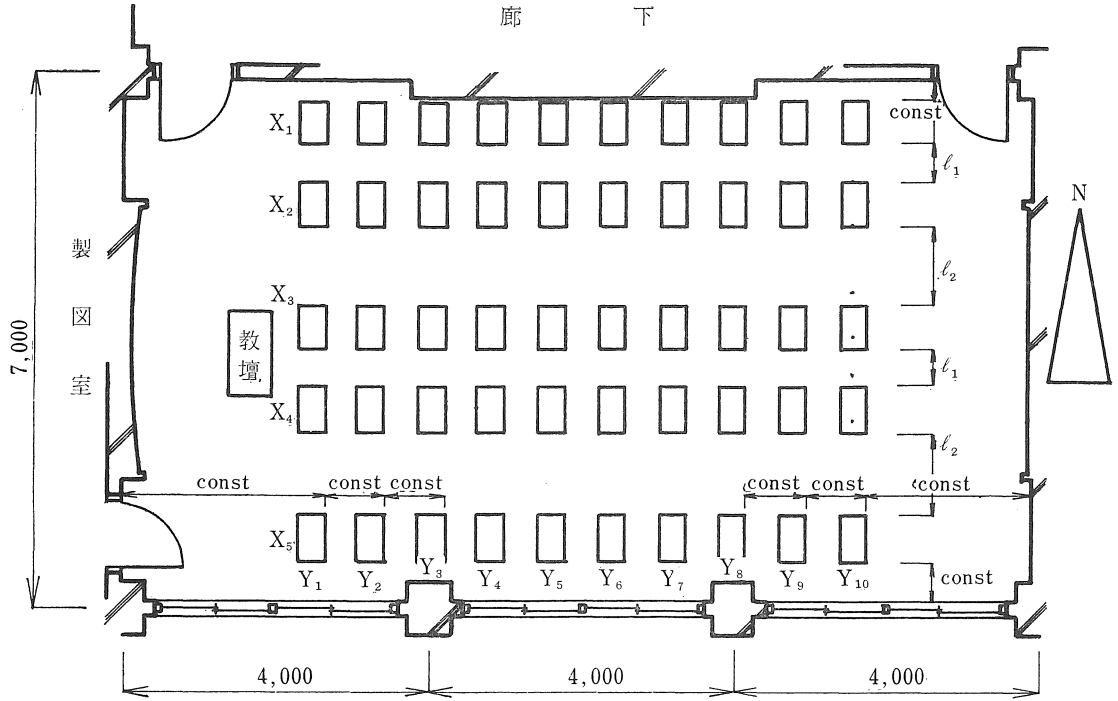 廊下
const
X₁
ℓ₁
X₂
N
製図室
ℓ₂
X₃
教壇
7,000
ℓ₁
X₄
ℓ₂
const const const const const const
X₅
Y₁ Y₂ Y₃ Y₄ Y₅ Y₆ Y₇ Y₈ Y₉ Y₁₀
const
4,000 4,000 4,000